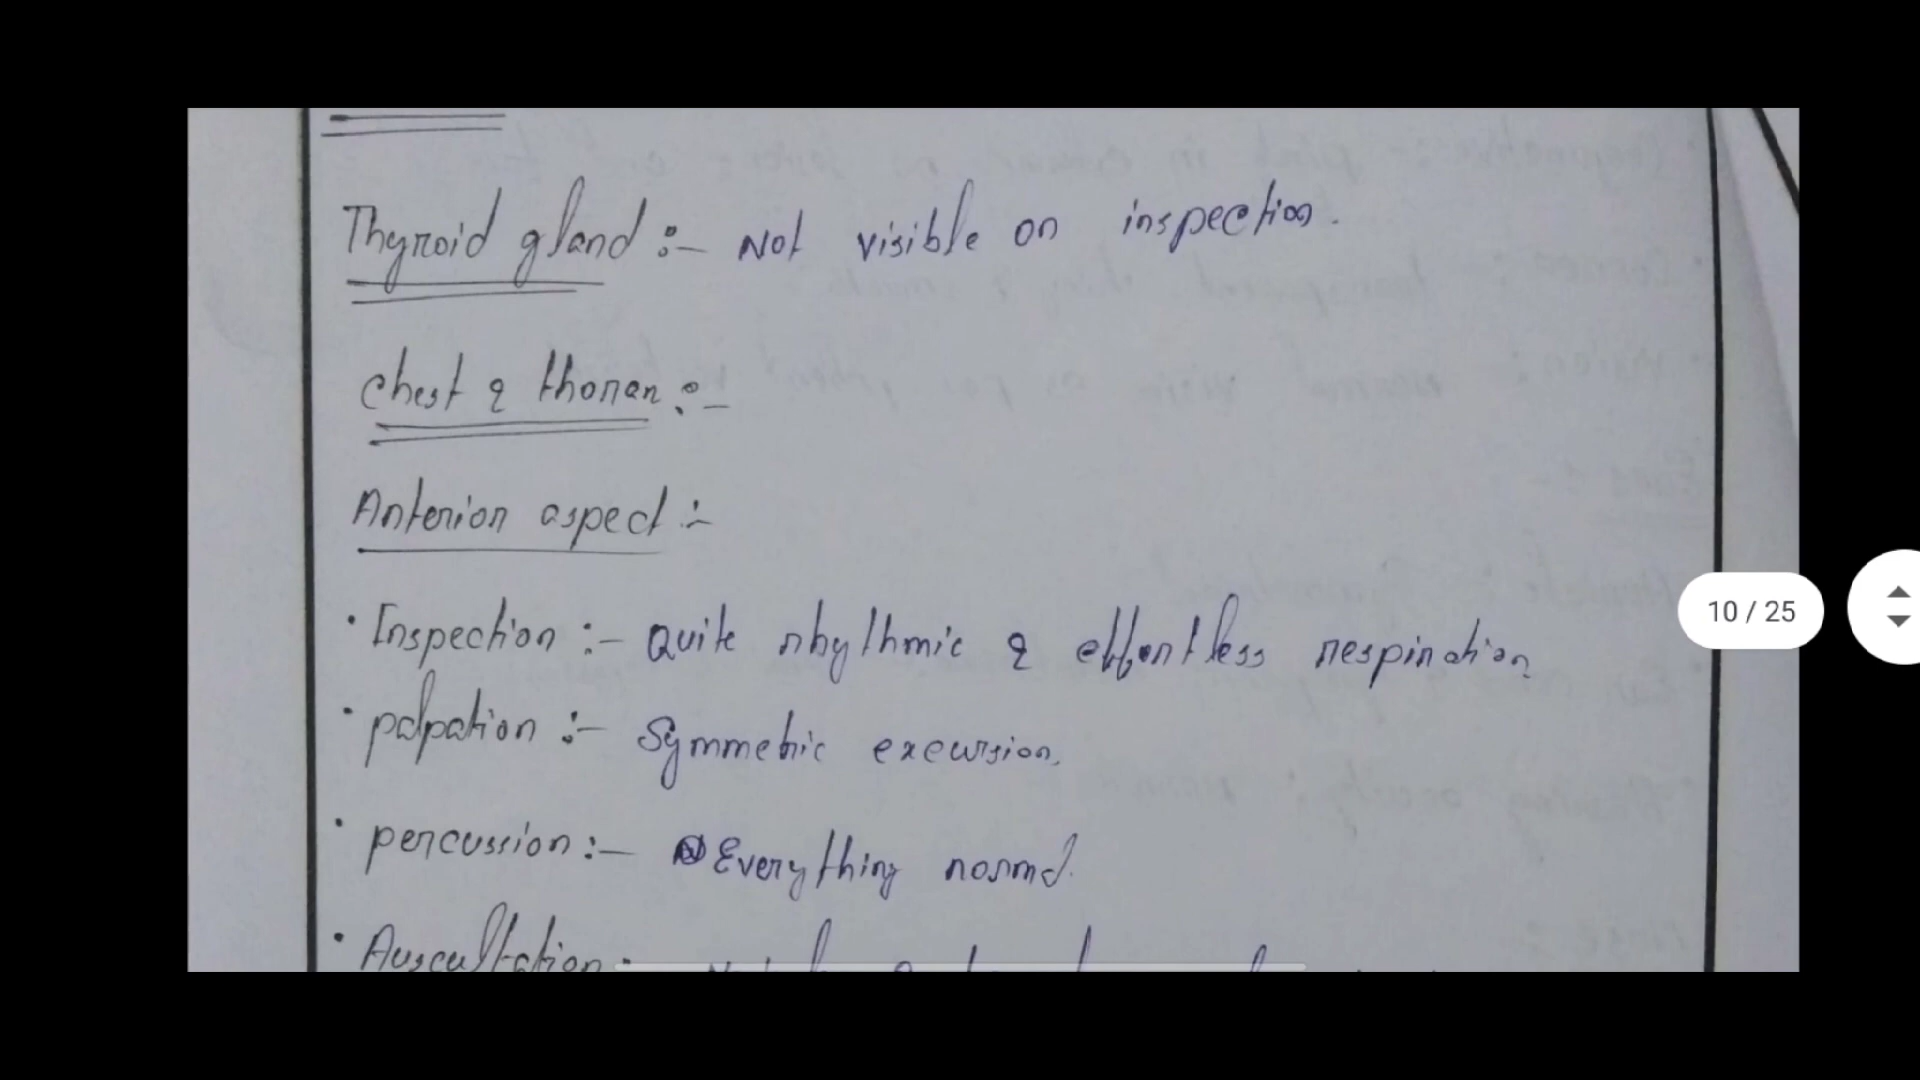 Thyroid gland :- Not visible on inspection.
Chest & thorax :-
Anterior aspect :-
• Inspection :- Quite rhythmic & effortless respiration.
• palpation :- Symmetric excursion.
• percussion :- Everything normal.
10 / 25
• Auscultation :-